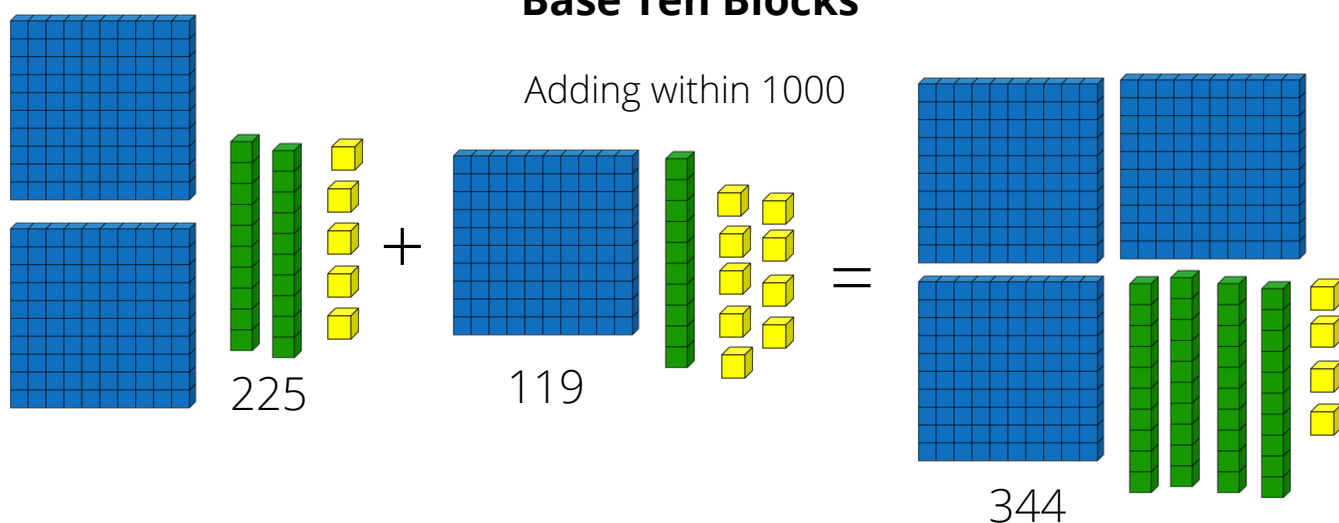 Base Ten Blocks
Adding within 1000
+
=
225
119
344